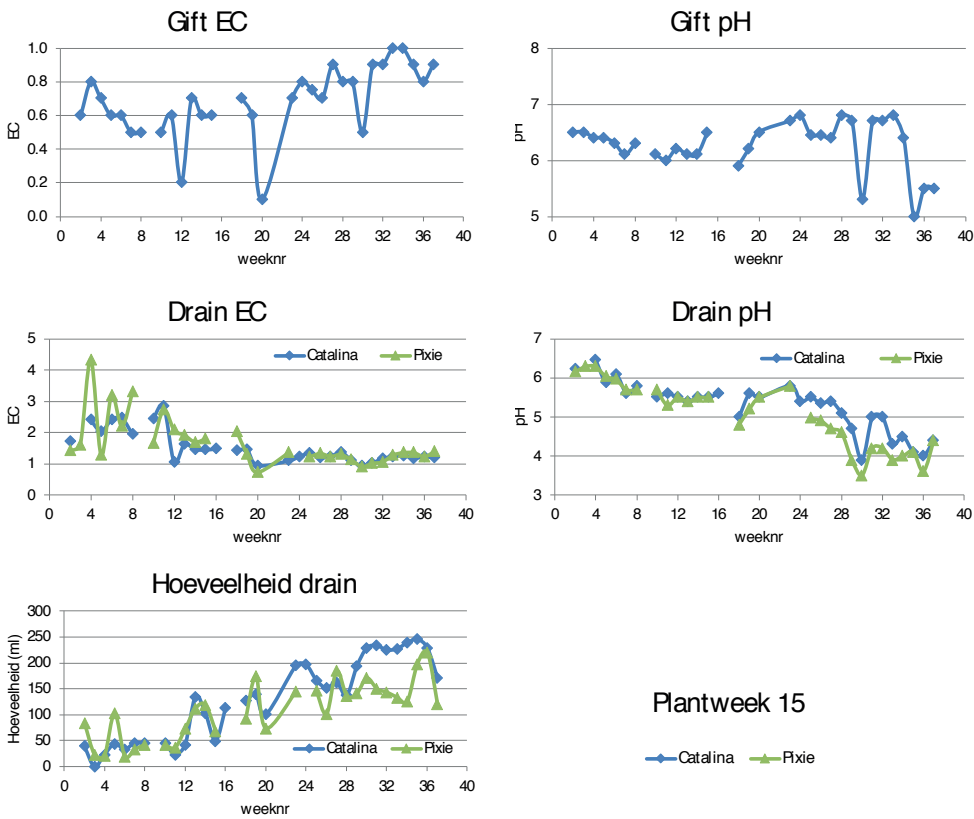 Gift EC
EC
1.0
0.8
0.6
0.4
0.2
0.0
0 4 8 12 16 20 24 28 32 36 40
weeknr
Gift pH
pH
8
7
6
5
0 4 8 12 16 20 24 28 32 36 40
weeknr
Drain EC
Catalina Pixie
EC
5
4
3
2
1
0
0 4 8 12 16 20 24 28 32 36 40
weeknr
Drain pH
Catalina Pixie
pH
7
6
5
4
3
0 4 8 12 16 20 24 28 32 36 40
weeknr
Hoeveelheid drain
Hoeveelheid (ml)
300
250
200
150
100
50
0
Catalina Pixie
0 4 8 12 16 20 24 28 32 36 40
weeknr
Plantweek 15
Catalina Pixie